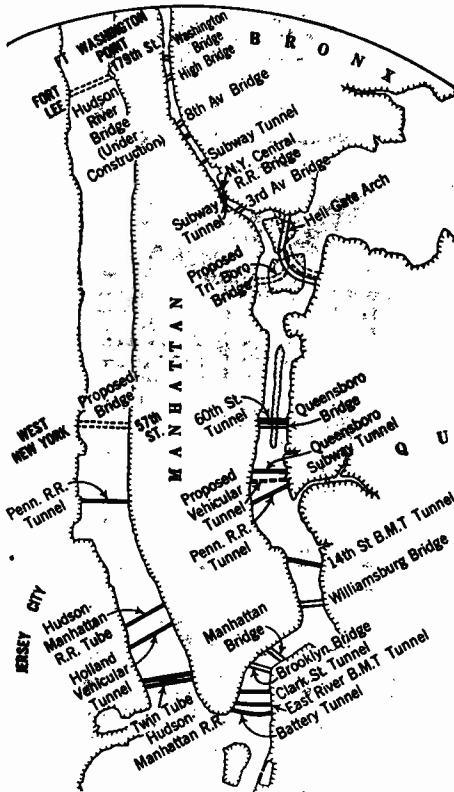 FT WASHINGTON
POINT
(179th St.
Washington
Bridge
High Bridge
BRONX
FORT
LEE
Hudson
River
Bridge
(Under
Construction)
8th Av Bridge
Subway Tunnel
N.Y. Central
R.R. Bridge
3rd Av Bridge
Subway
Tunnel
Hell Gate Arch
Proposed
Tri-Boro
Bridge
MANHATTAN
Proposed
Bridge
57th
ST.
WEST
NEW YORK
60th St.
Tunnel
Queensboro
Bridge
Queensboro
Subway Tunnel
QU
Proposed
Vehicular
Tunnel
Penn. R.R.
Tunnel
Penn. R.R.
Tunnel
14th St B.M.T Tunnel
Williamsburg Bridge
JERSEY CITY
Hudson-
Manhattan
R.R. Tube
Holland
Vehicular
Tunnel
Manhattan
Bridge
Brooklyn Bridge
Clark St. Tunnel
East River B.M.T Tunnel
Battery Tunnel
Twin Tube
Hudson-
Manhattan R.R.